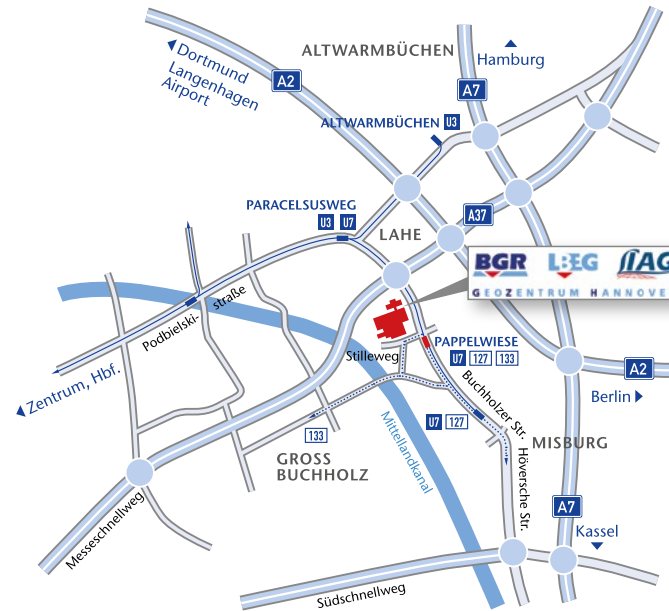 ALTWARMBÜCHEN
Dortmund
Langenhagen
Airport
A2
Hamburg
A7
ALTWARMBÜCHEN U3
PARACELSUSWEG
U3 U7
LAHE
A37
BGR LBEG LIAG
GEOZENTRUM HANNOVE
Podbielski-
straße
Stilleweg
PAPPELWIESE
U7 127 133
Zentrum, Hbf.
A2
Berlin
Buchholzer Str.
U7 127
133
GROSS
BUCHHOLZ
Mittellandkanal
MISBURG
Höversche Str.
Messeschnellweg
A7
Kassel
Südschnellweg